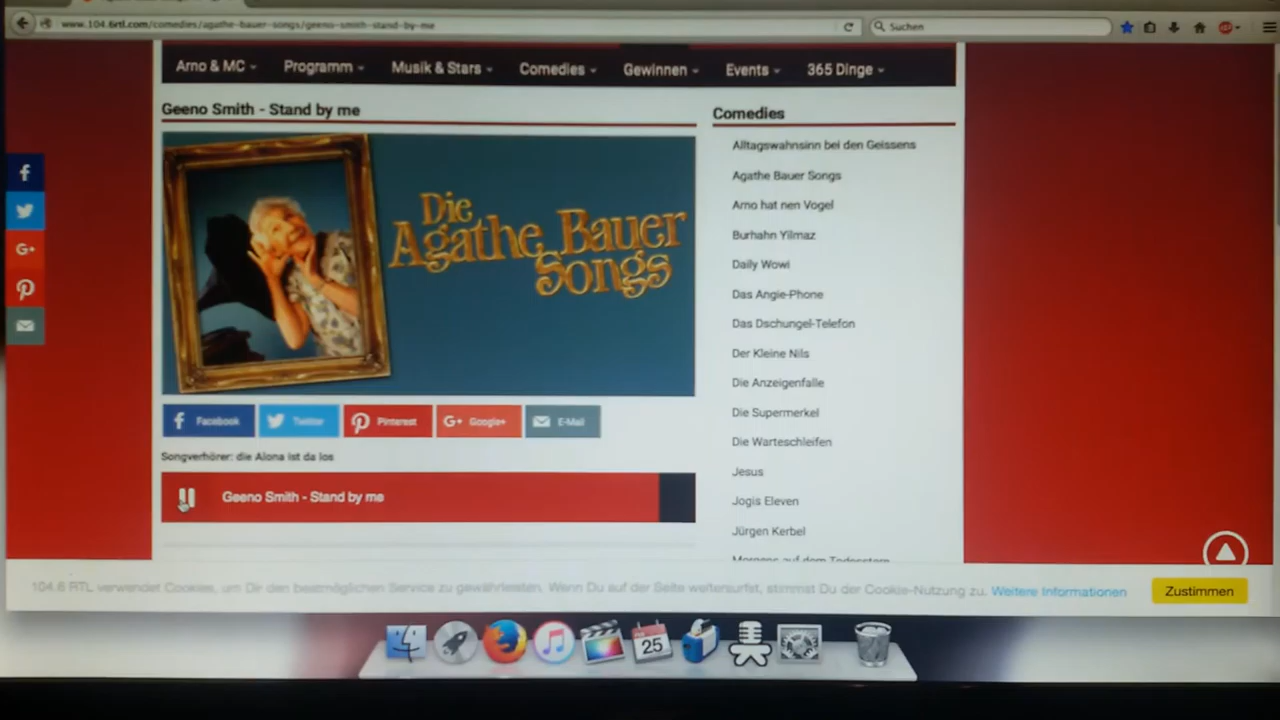 www.104.6rtl.com/comedies/agathe-bauer-songs/geeno-smith-stand-by-me
Suchen
Arno & MC
Programm
Musik & Stars
Comedies
Gewinnen
Events
365 Dinge
Geeno Smith - Stand by me
Die
Agathe Bauer
Songs
Facebook
Twitter
Pinterest
G+ Google+
E-Mail
Songverhörer: die Alona ist da los
Geeno Smith - Stand by me
Comedies
Alltagswahnsinn bei den Geissens
Agathe Bauer Songs
Arno hat nen Vogel
Burhahn Yilmaz
Daily Wowi
Das Angie-Phone
Das Dschungel-Telefon
Der Kleine Nils
Die Anzeigenfalle
Die Supermerkel
Die Warteschleifen
Jesus
Jogis Eleven
Jürgen Kerbel
Morgens auf dem Todesstern
104.6 RTL verwendet Cookies, um Dir den bestmöglichen Service zu gewährleisten. Wenn Du auf der Seite weitersurfst, stimmst Du der Cookie-Nutzung zu. Weitere Informationen
Zustimmen
25